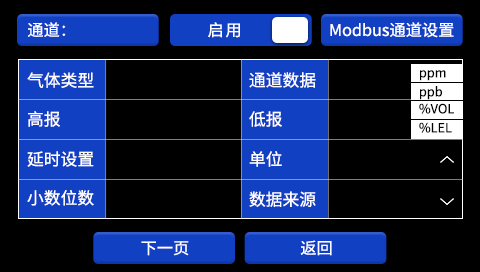 通道： 启用 Modbus通道设置
气体类型 通道数据 ppm
ppb
高报 低报 %VOL
%LEL
延时设置 单位
小数位数 数据来源
下一页 返回